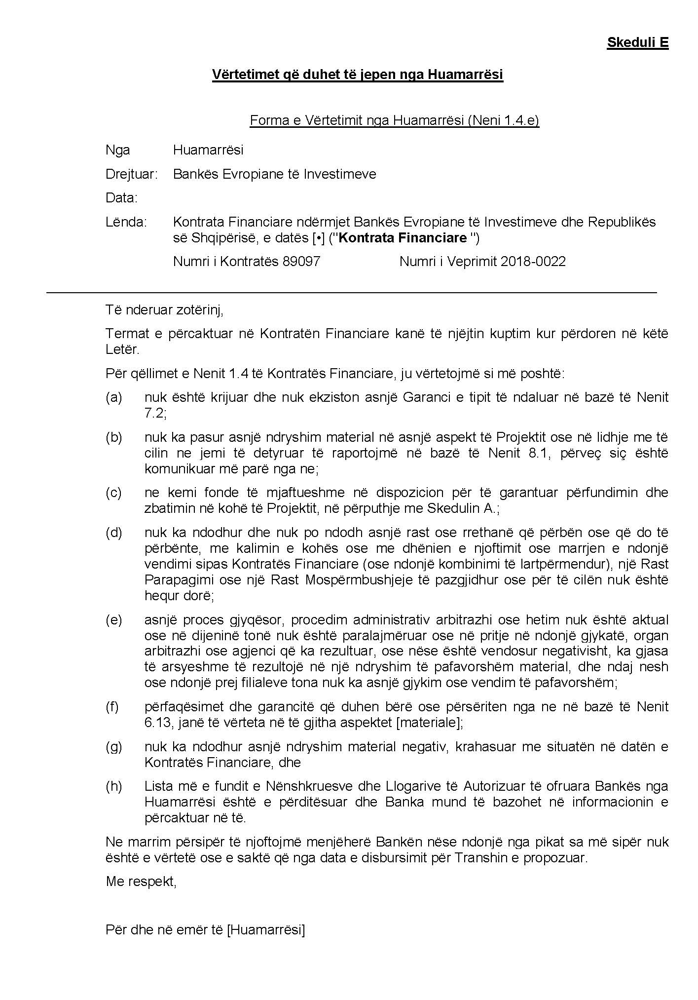 Skeduli E
Vërtetimet që duhet të jepen nga Huamarrësi
Forma e Vërtetimit nga Huamarrësi (Neni 1.4.e)
Nga Huamarrësi
Drejtuar: Bankës Evropiane të Investimeve
Data:
Lënda: Kontrata Financiare ndërmjet Bankës Evropiane të Investimeve dhe Republikës
së Shqipërisë, e datës [•] ("Kontrata Financiare ")
Numri i Kontratës 89097 Numri i Veprimit 2018-0022
Të nderuar zotërinj,
Termat e përcaktuar në Kontratën Financiare kanë të njëjtin kuptim kur përdoren në këtë
Letër.
Për qëllimet e Nenit 1.4 të Kontratës Financiare, ju vërtetojmë si më poshtë:
(a) nuk është krijuar dhe nuk ekziston asnjë Garanci e tipit të ndaluar në bazë të Nenit
7.2;
(b) nuk ka pasur asnjë ndryshim material në asnjë aspekt të Projektit ose në lidhje me të
cilin ne jemi të detyruar të raportojmë në bazë të Nenit 8.1, përveç siç është
komunikuar më parë nga ne;
(c) ne kemi fonde të mjaftueshme në dispozicion për të garantuar përfundimin dhe
zbatimin në kohë të Projektit, në përputhje me Skedulin A.;
(d) nuk ka ndodhur dhe nuk po ndodh asnjë rast ose rrethanë që përbën ose që do të
përbënte, me kalimin e kohës ose me dhënien e njoftimit ose marrjen e ndonjë
vendimi sipas Kontratës Financiare (ose ndonjë kombinimi të lartpërmendur), një Rast
Parapagimi ose një Rast Mospërmbushjeje të pazgjidhur ose për të cilën nuk është
hequr dorë;
(e) asnjë proces gjyqësor, procedim administrativ arbitrazhi ose hetim nuk është aktual
ose në dijeninë tonë nuk është paralajmëruar ose në pritje në ndonjë gjykatë, organ
arbitrazhi ose agjenci që ka rezultuar, ose nëse është vendosur negativisht, ka gjasa
të arsyeshme të rezultojë në një ndryshim të pafavorshëm material, dhe ndaj nesh
ose ndonjë prej filialeve tona nuk ka asnjë gjykim ose vendim të pafavorshëm;
(f) përfaqësimet dhe garancitë që duhen bërë ose përsëriten nga ne në bazë të Nenit
6.13, janë të vërteta në të gjitha aspektet [materiale];
(g) nuk ka ndodhur asnjë ndryshim material negativ, krahasuar me situatën në datën e
Kontratës Financiare, dhe
(h) Lista më e fundit e Nënshkruesve dhe Llogarive të Autorizuar të ofruara Bankës nga
Huamarrësi është e përditësuar dhe Banka mund të bazohet në informacionin e
përcaktuar në të.
Ne marrim përsipër të njoftojmë menjëherë Bankën nëse ndonjë nga pikat sa më sipër nuk
është e vërtetë ose e saktë që nga data e disbursimit për Transhin e propozuar.
Me respekt,
Për dhe në emër të [Huamarrësi]